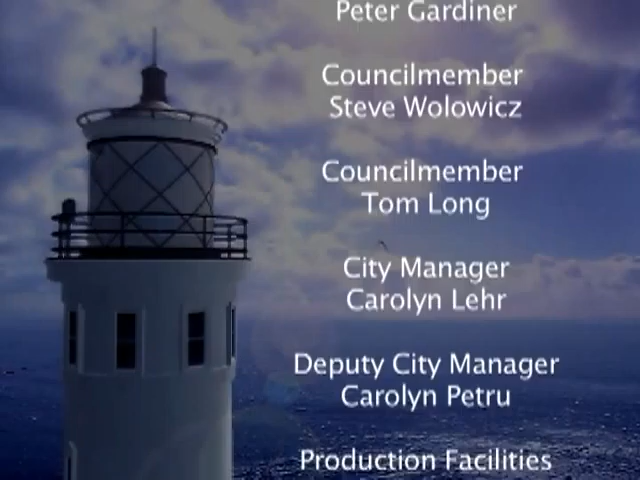 Peter Gardiner
Councilmember
Steve Wolowicz
Councilmember
Tom Long
City Manager
Carolyn Lehr
Deputy City Manager
Carolyn Petru
Production Facilities